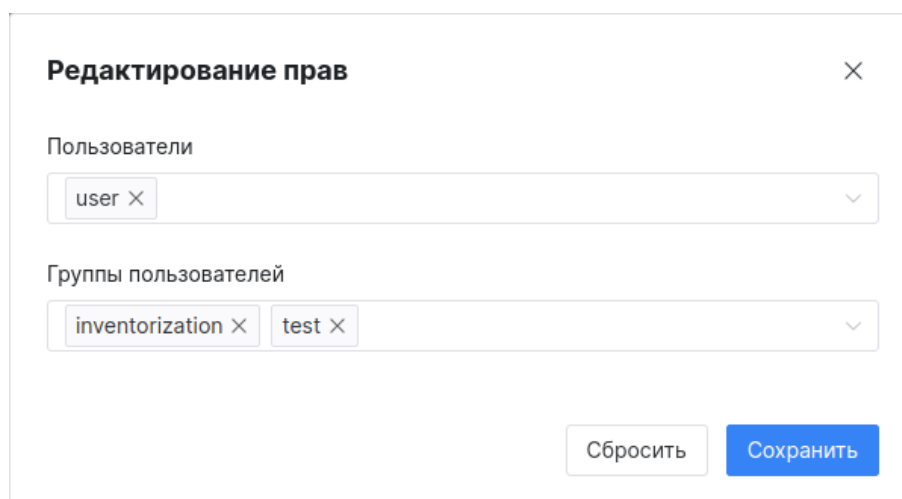 Редактирование прав
Пользователи
user
Группы пользователей
inventorization test
Сбросить Сохранить